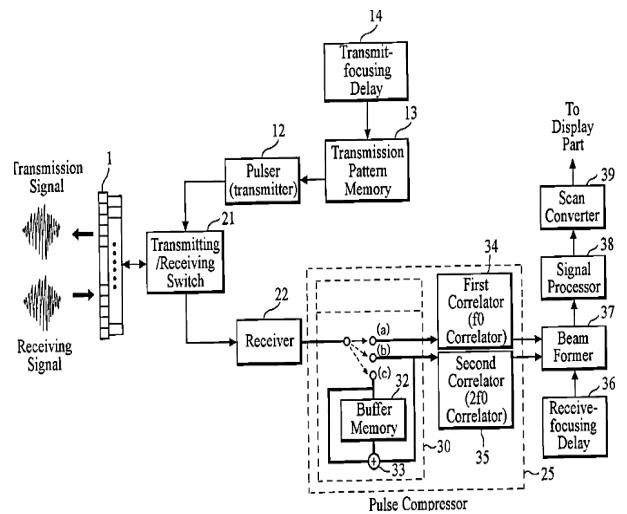 14
Transmit-
focusing
Delay
To
Display
Part
13
12
Transmission
Pattern
Memory
Pulser
(transmitter)
39
Scan
Converter
Transmission
Signal
1
21
Transmitting
/Receiving
Switch
34
38
Signal
Processor
First
Correlator
(f0
Correlator)
22
37
Receiver
(a)
(b)
(c)
Beam
Former
Receiving
Signal
Second
Correlator
(2f0
Correlator)
32
36
Buffer
Memory
Receive-
focusing
Delay
30
35
+
33
25
Pulse Compressor